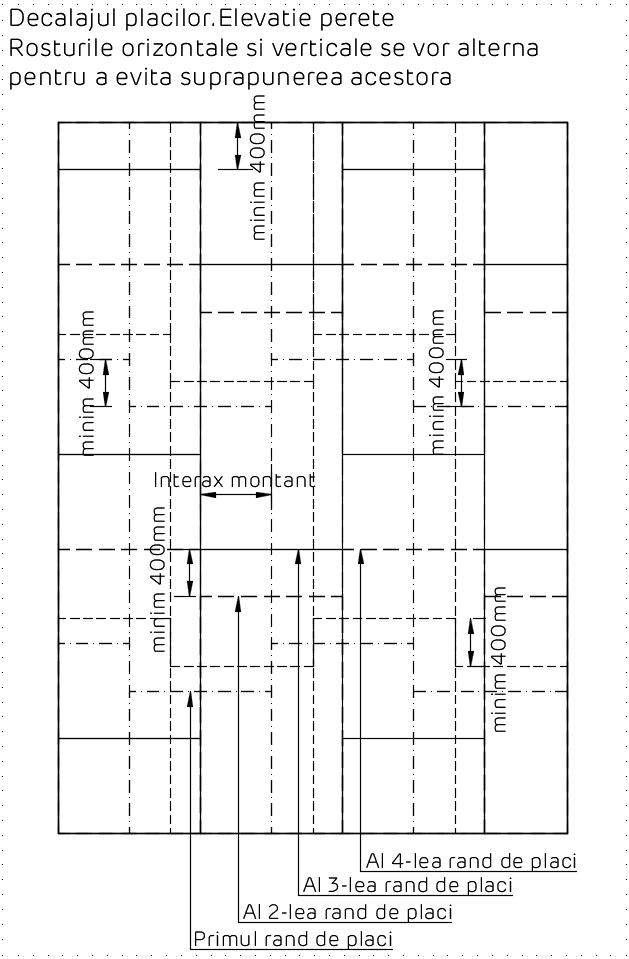 Decalajul placilor.Elevatie perete
Rosturile orizontale si verticale se vor alterna
pentru a evita suprapunerea acestora
minim 400mm
minim 400mm
minim 400mm
Interax montant
minim 400mm
minim 400mm
Al 4-lea rand de placi
Al 3-lea rand de placi
Al 2-lea rand de placi
Primul rand de placi